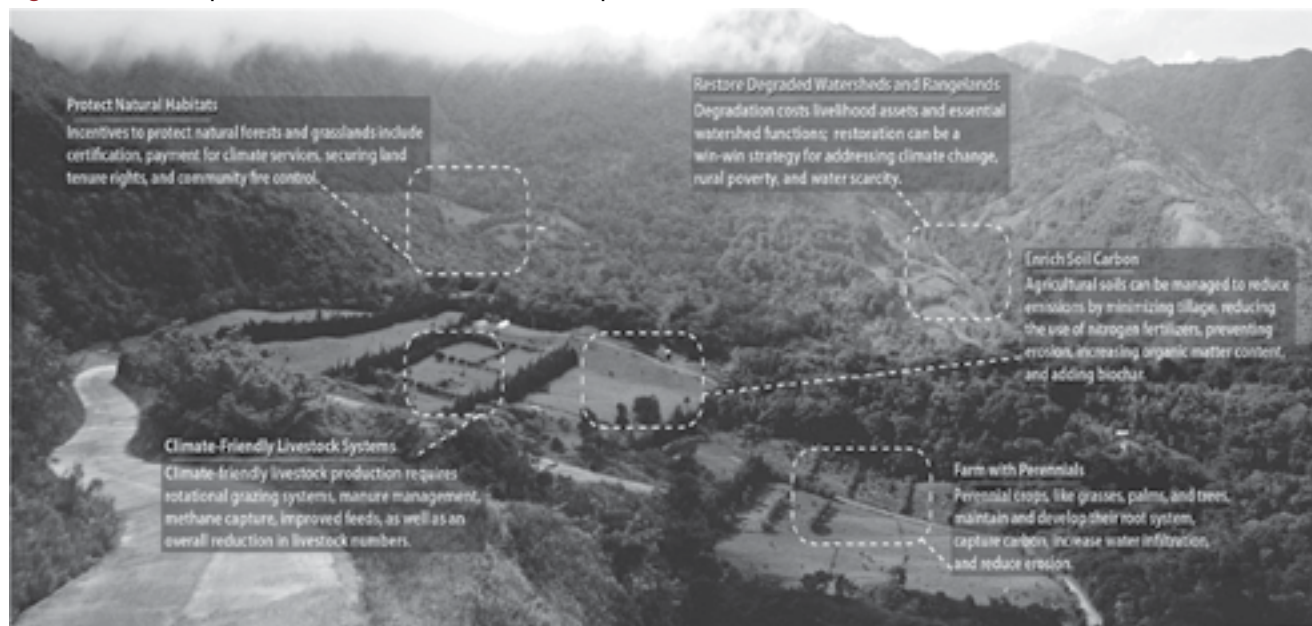 Protect Natural Habitats
Incentives to protect natural forests and grasslands include
certification, payment for climate services, securing land
tenure rights, and community fire control.
Restore Degraded Watersheds and Rangelands
Degradation costs livelihood assets and essential
watershed functions; restoration can be a
win-win strategy for addressing climate change,
rural poverty, and water scarcity.
Enrich Soil Carbon
Agricultural soils can be managed to reduce
emissions by minimizing tillage, reducing
the use of nitrogen fertilizers, preventing
erosion, increasing organic matter content,
and adding biochar.
Climate-Friendly Livestock Systems
Climate-friendly livestock production requires
rotational grazing systems, manure management,
methane capture, improved feeds, as well as an
overall reduction in livestock numbers.
Farm with Perennials
Perennial crops, like grasses, palms, and trees,
maintain and develop their root system,
capture carbon, increase water infiltration,
and reduce erosion.